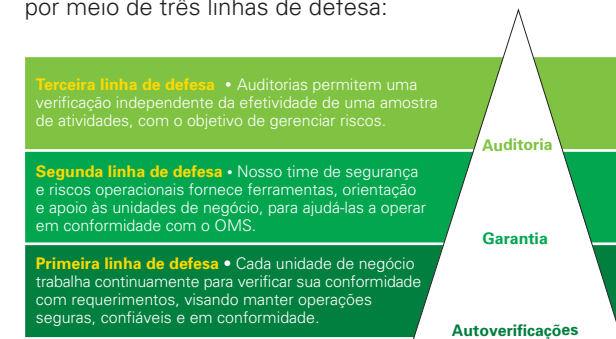 por meio de três linhas de defesa:
Terceira linha de defesa • Auditorias permitem uma
verificação independente da efetividade de uma amostra
de atividades, com o objetivo de gerenciar riscos.
Auditoria
Segunda linha de defesa • Nosso time de segurança
e riscos operacionais fornece ferramentas, orientação
e apoio às unidades de negócio, para ajudá-las a operar
em conformidade com o OMS.
Garantia
Primeira linha de defesa • Cada unidade de negócio
trabalha continuamente para verificar sua conformidade
com requerimentos, visando manter operações
seguras, confiáveis e em conformidade.
Autoverificações